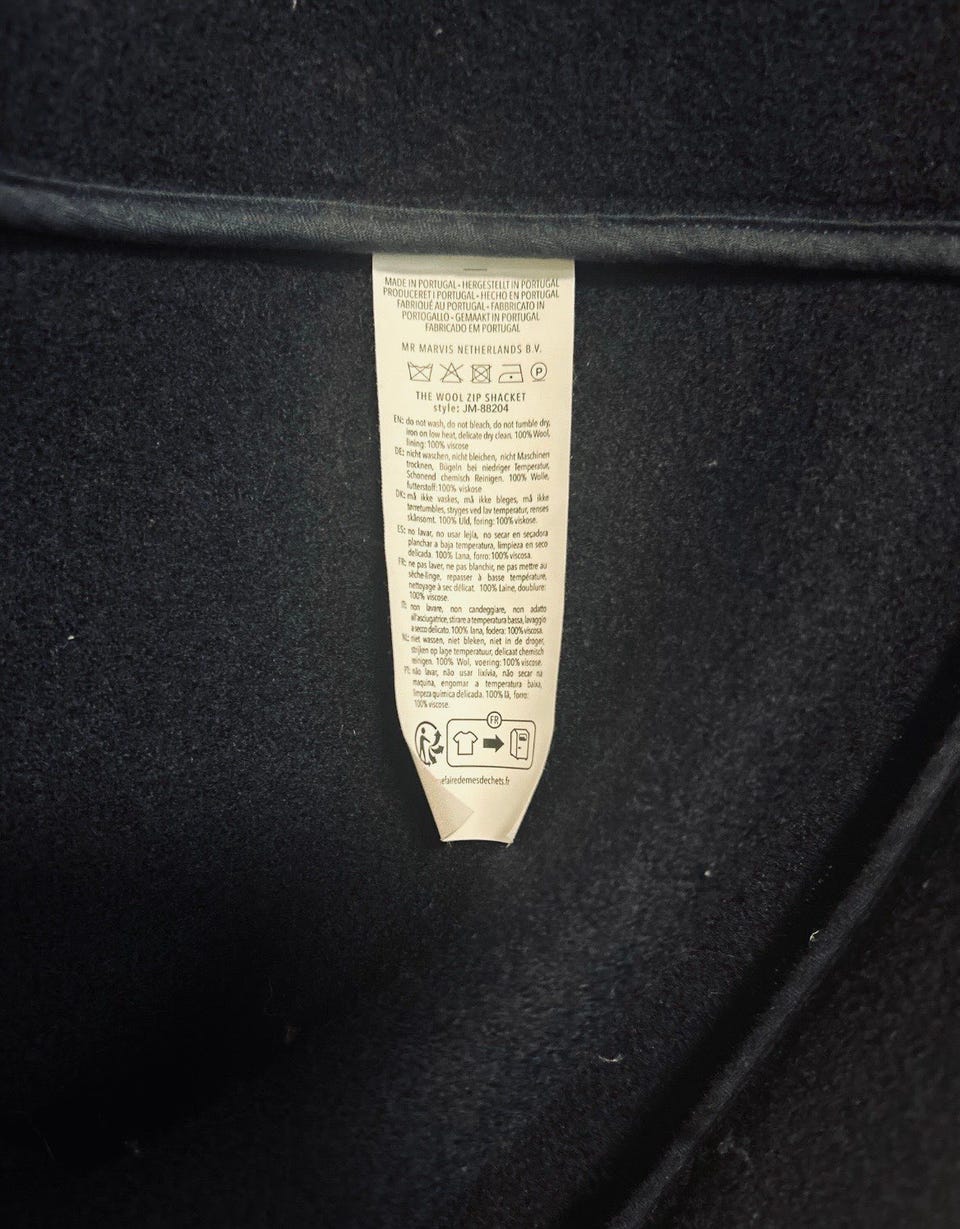 MADE IN PORTUGAL • HERGESTELLT IN PORTUGAL
PRODUCERET I PORTUGAL • HECHO EN PORTUGAL
FABRIQUÉ AU PORTUGAL • FABBRICATO IN
PORTOGALLO • GEMAAKT IN PORTUGAL
FABRICADO EM PORTUGAL
MR MARVIS NETHERLANDS B.V.
P
THE WOOL ZIP SHACKET
style: JM-88204
EN: do not wash, do not bleach, do not tumble dry,
iron on low heat, delicate dry clean. 100% Wool,
lining: 100% viscose
DE: nicht waschen, nicht bleichen, nicht Maschinen
trocknen, Bügeln bei niedriger Temperatur,
Schonend chemisch Reinigen. 100% Wolle,
futterstoff: 100% viskose
DK: må ikke vaskes, må ikke bleges, må ikke
tørretumbles, stryges ved lav temperatur, renses
skånsomt. 100% Uld, foring: 100% viskose.
ES: no lavar, no usar lejía, no secar en secadora
planchar a baja temperatura, limpieza en seco
delicada. 100% Lana, forro: 100% viscosa.
FR: ne pas laver, ne pas blanchir, ne pas mettre au
sèche-linge, repasser à basse température,
nettoyage à sec délicat. 100% Laine, doublure:
100% viscose.
IT: non lavare, non candeggiare, non adatto
all'asciugatrice, stirare a temperatura bassa, lavaggio
a secco delicato. 100% lana, fodera: 100% viscosa.
NL: niet wassen, niet bleken, niet in de droger,
strijken op lage temperatuur, delicaat chemisch
reinigen. 100% Wol, voering: 100% viscose.
PT: não lavar, não usar lixívia, não secar na
maquina, engomar a temperatura baixa,
limpeza quimica delicada. 100% lã, forro:
100% viscose.
FR
efairedemesdechets.fr